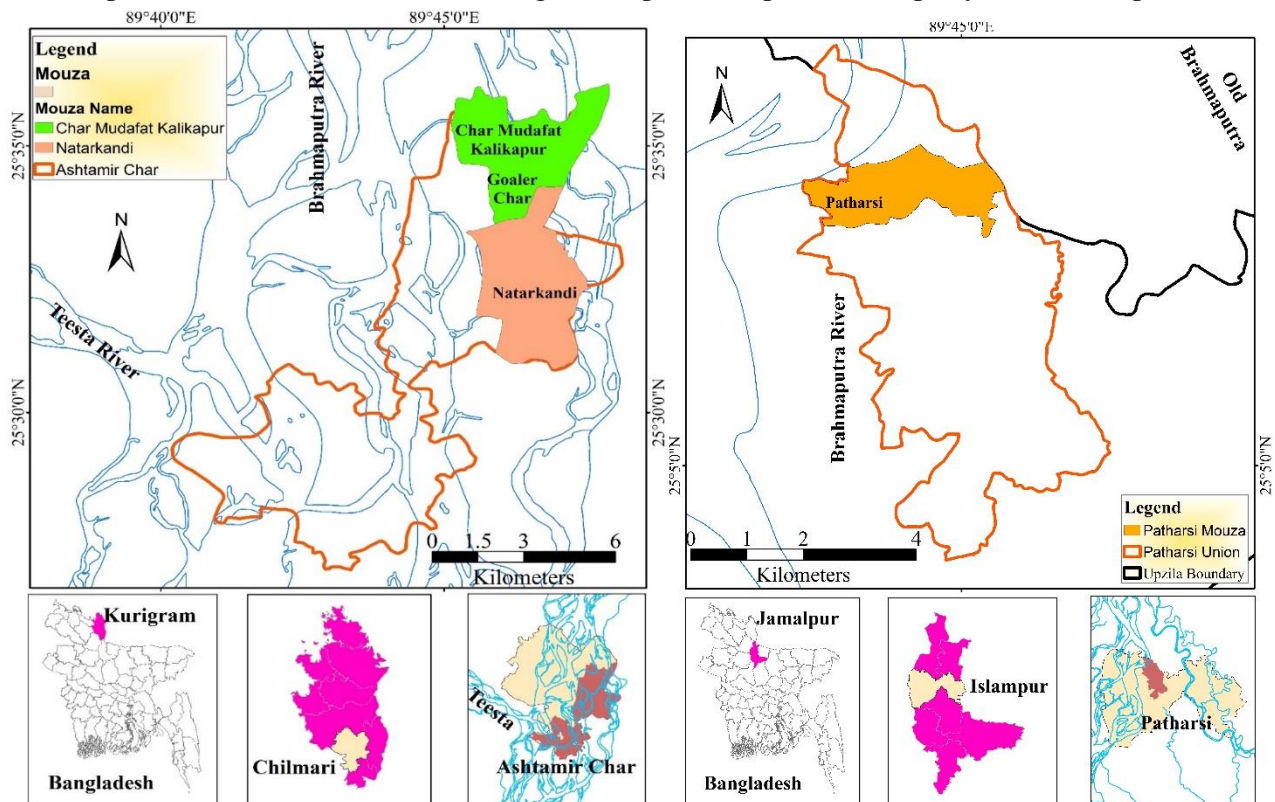 89°40'0"E
89°45'0"E
Legend
Mouza
Mouza Name
Char Mudafat Kalikapur
Natarkandi
Ashtamir Char
N
Brahmaputra River
Teesta River
Char Mudafat
Kalikapur
Goaler
Char
Natarkandi
25°35'0"N
25°30'0"N
25°35'0"N
25°30'0"N
0 1.5 3 6
Kilometers
89°45'0"E
N
Old
Brahmaputra
Patharsi
Brahmaputra River
25°5'0"N
25°5'0"N
Legend
Patharsi Mouza
Patharsi Union
Upzila Boundary
0 1 2 4
Kilometers
Kurigram
Bangladesh
Chilmari
Teesta
Ashtamir Char
Jamalpur
Bangladesh
Islampur
Patharsi